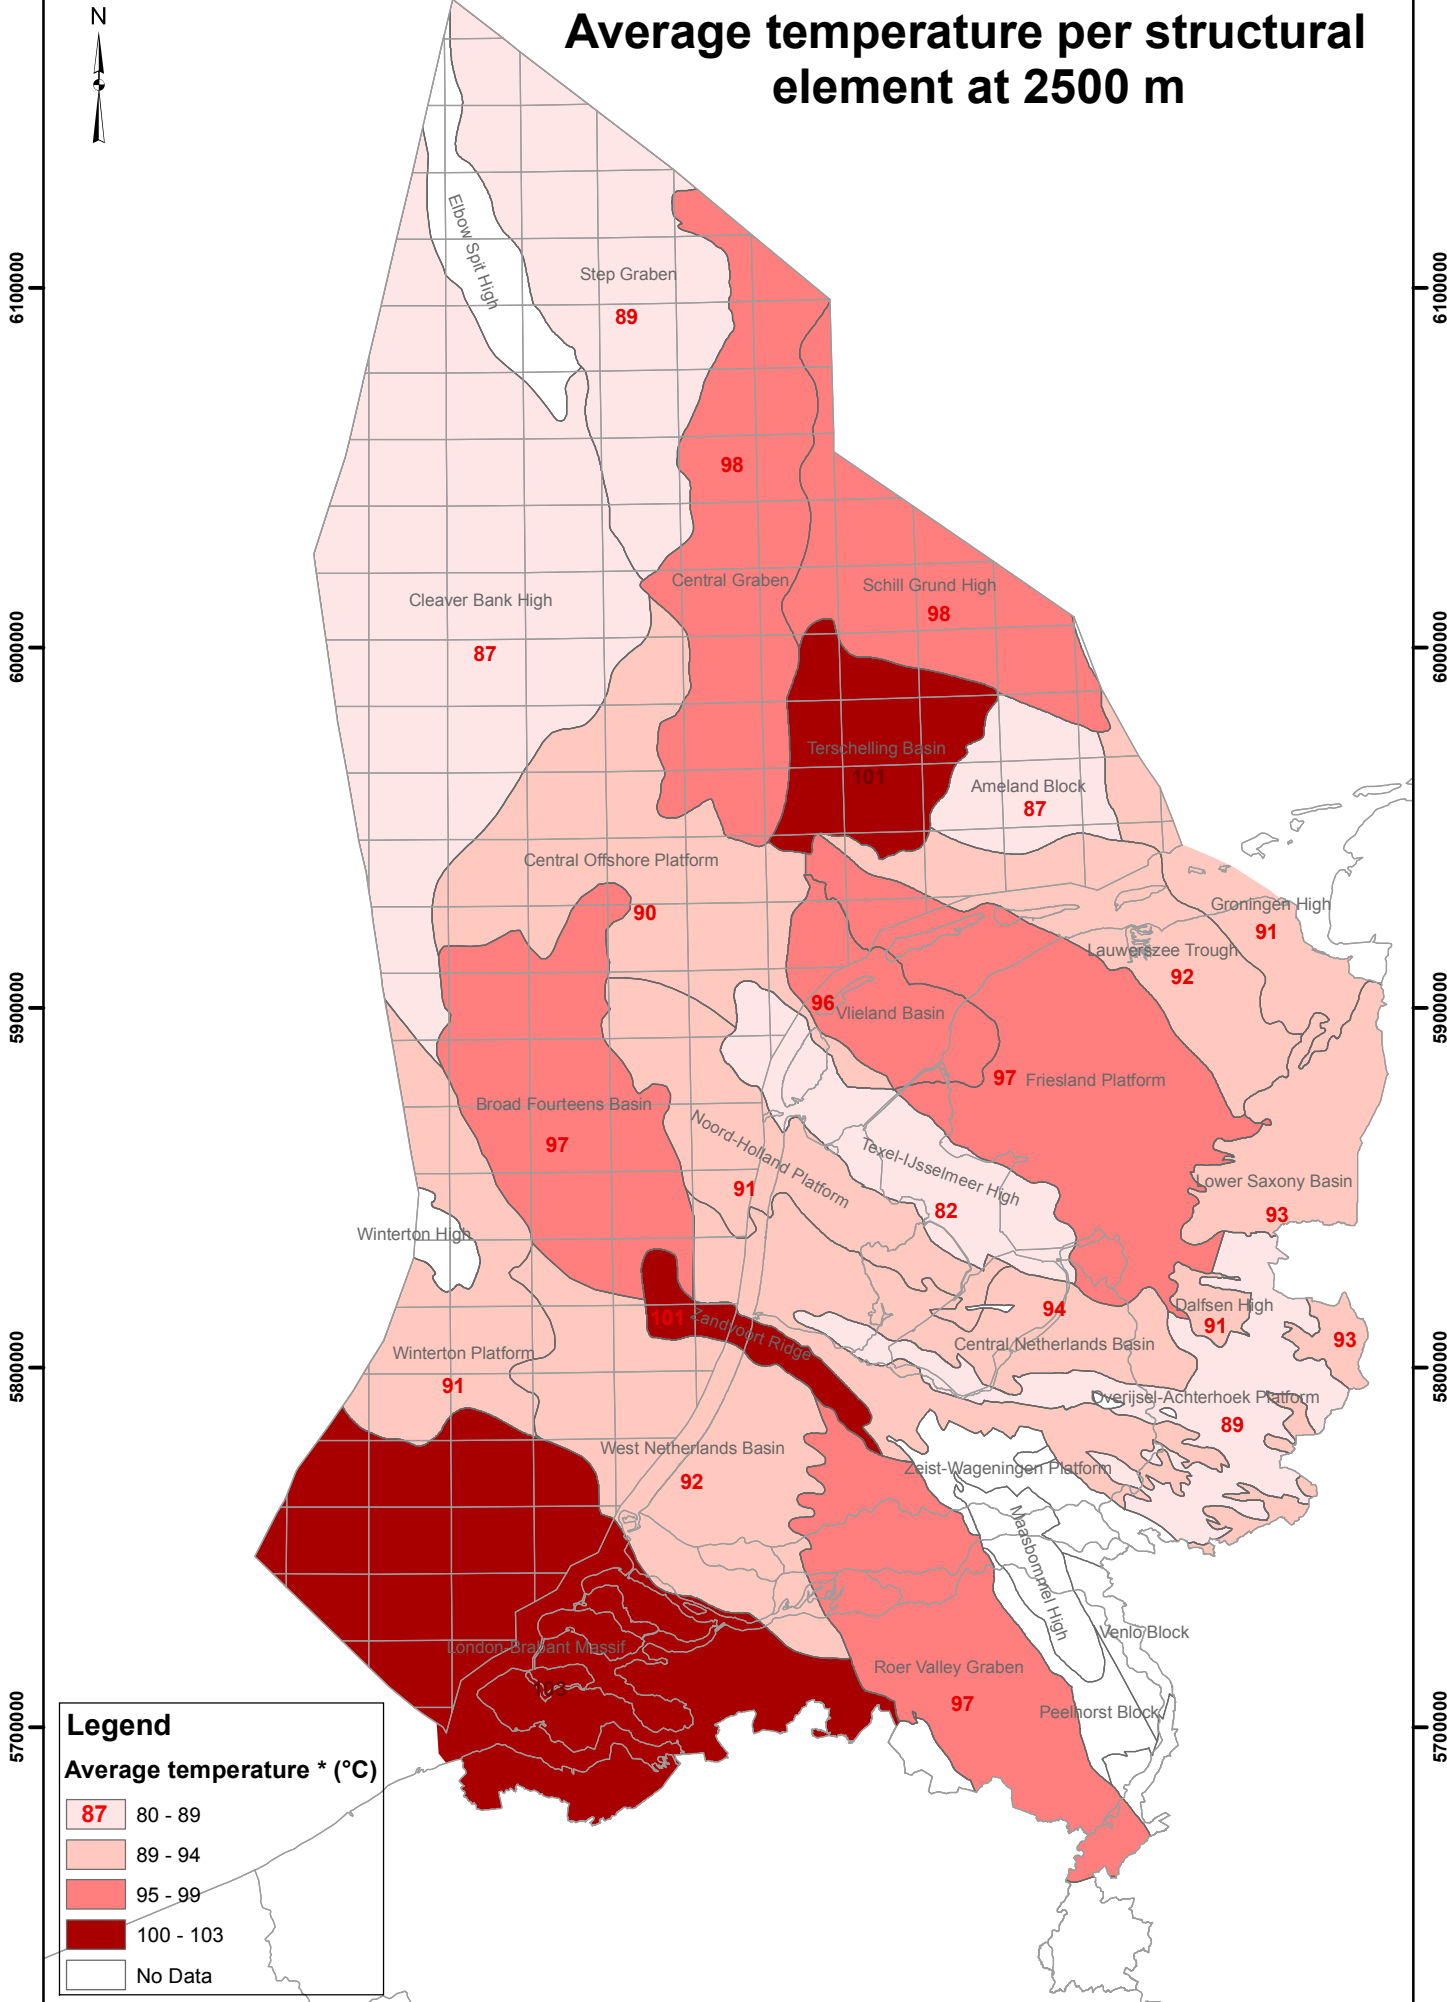 Average temperature per structural
element at 2500 m
N
6100000
6100000
6000000
6000000
5900000
5900000
5800000
5800000
5700000
5700000
Elbow Spit High
Step Graben
89
98
Central Graben
Schill Grund High
98
Cleaver Bank High
87
Terschelling Basin
101
Ameland Block
87
Central Offshore Platform
90
Groningen High
91
Lauwerszee Trough
92
96
Vlieland Basin
97
Friesland Platform
Broad Fourteens Basin
97
Noord-Holland Platform
91
Texel-IJsselmeer High
82
Lower Saxony Basin
93
Winterton High
101
Zandvoort Ridge
94
Central Netherlands Basin
Dalfsen High
91
93
Winterton Platform
91
Overijsel-Achterhoek Platform
89
West Netherlands Basin
92
Zeist-Wageningen Platform
Maasbommel High
Venlo Block
London-Brabant Massif
103
Roer Valley Graben
97
Peelhorst Block
Legend
Average temperature * (°C)
87
80 - 89
89 - 94
95 - 99
100 - 103
No Data